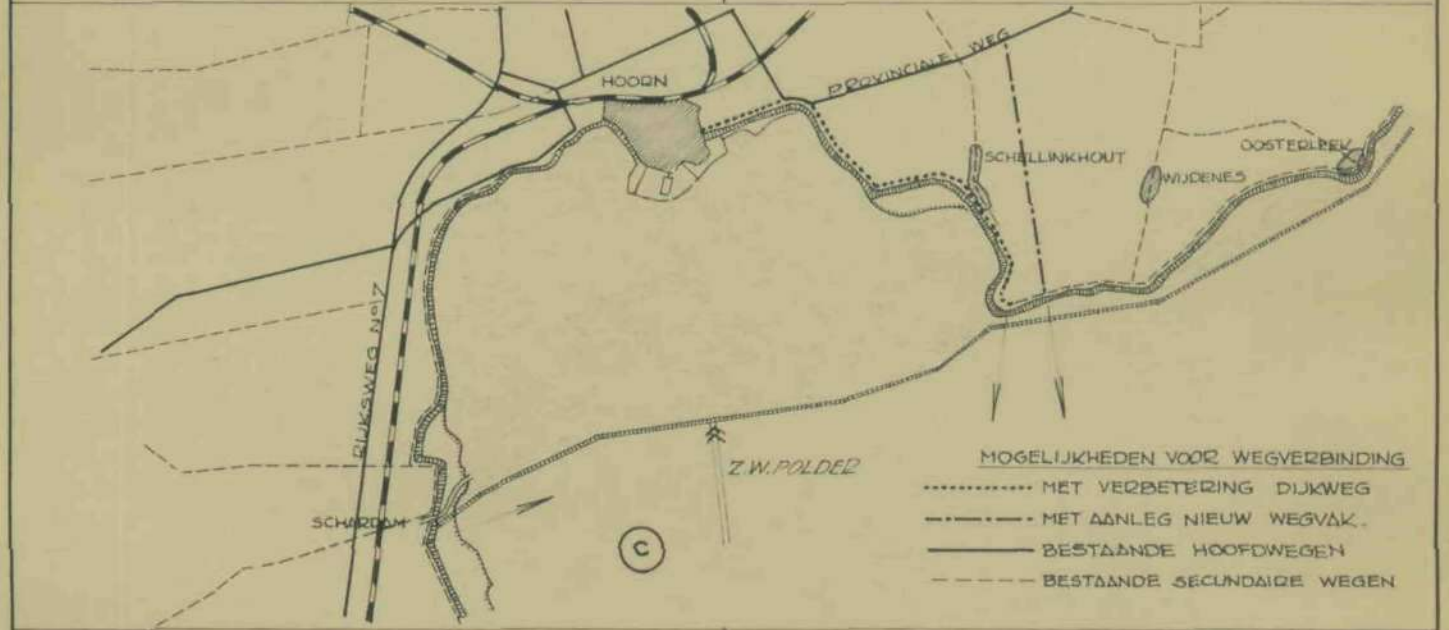 HOORN
PROVINCIALE WEG
SCHELLINKHOUT
OOSTERLEEK
WIJDENES
RIJKSWEG No 7
Z.W. POLDER
SCHARDAM
C
MOGELIJKHEDEN VOOR WEGVERBINDING
MET VERBETERING DIJKWEG
MET AANLEG NIEUW WEGVAK.
BESTAANDE HOOFDWEGEN
BESTAANDE SECUNDAIRE WEGEN